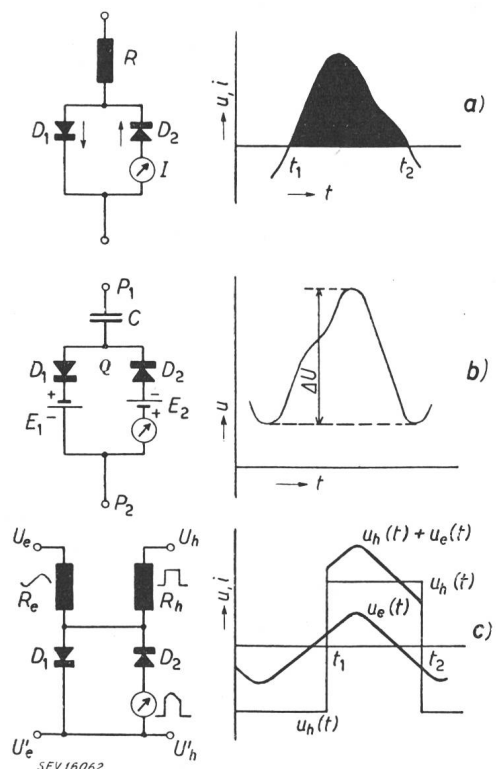 R
D₁
D₂
I
u, i
t₁
t₂
t
a)
P₁
C
Q
D₁
D₂
+
−
E₁
−
+
E₂
P₂
u
ΔU
t
b)
Uₑ
Uₕ
Rₑ
Rₕ
D₁
D₂
U'ₑ
U'ₕ
SEV16062
u, i
uₕ(t) + uₑ(t)
uₕ(t)
uₑ(t)
t₁
t₂
uₕ(t)
c)